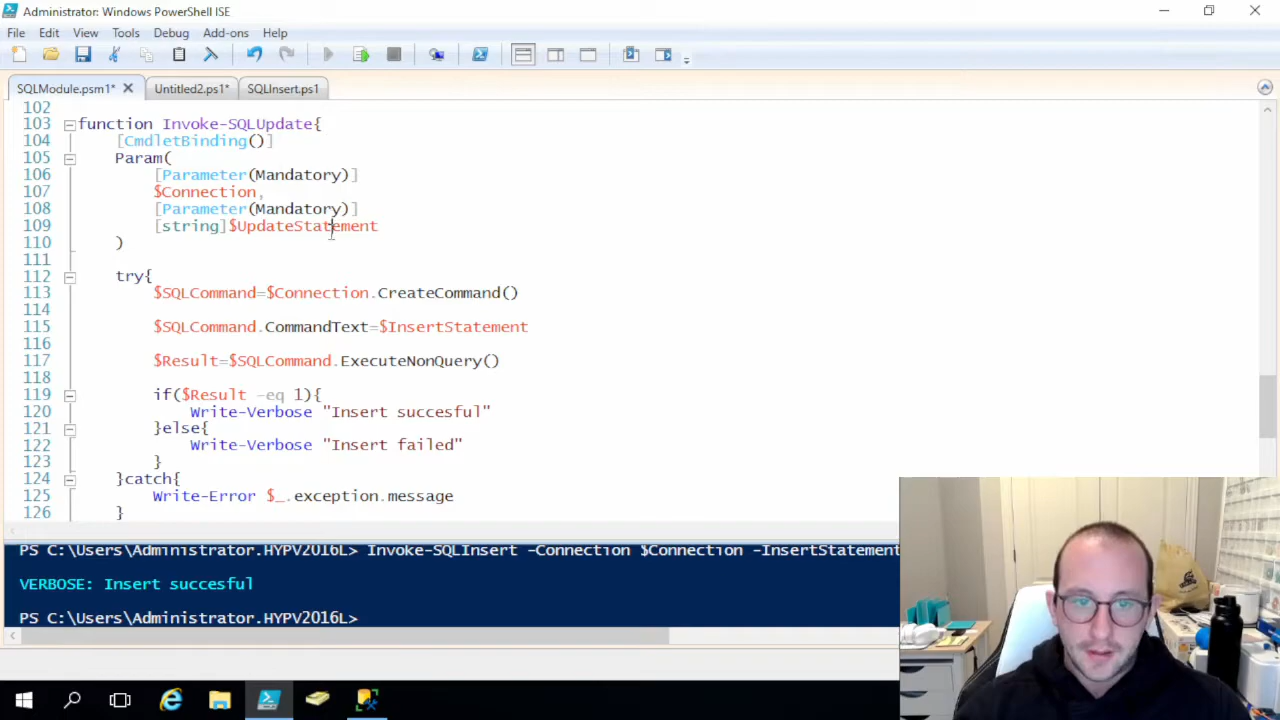 Administrator: Windows PowerShell ISE
File Edit View Tools Debug Add-ons Help
SQLModule.psm1* Untitled2.ps1* SQLInsert.ps1
102
103 function Invoke-SQLUpdate{
104 [CmdletBinding()]
105 Param(
106 [Parameter(Mandatory)]
107 $Connection,
108 [Parameter(Mandatory)]
109 [string]$UpdateStatement
110 )
111
112 try{
113 $SQLCommand=$Connection.CreateCommand()
114
115 $SQLCommand.CommandText=$InsertStatement
116
117 $Result=$SQLCommand.ExecuteNonQuery()
118
119 if($Result -eq 1){
120 Write-Verbose "Insert succesful"
121 }else{
122 Write-Verbose "Insert failed"
123 }
124 }catch{
125 Write-Error $_.exception.message
126 }
PS C:\Users\Administrator.HYPV2016L> Invoke-SQLInsert -Connection $Connection -InsertStatement
VERBOSE: Insert succesful
PS C:\Users\Administrator.HYPV2016L>